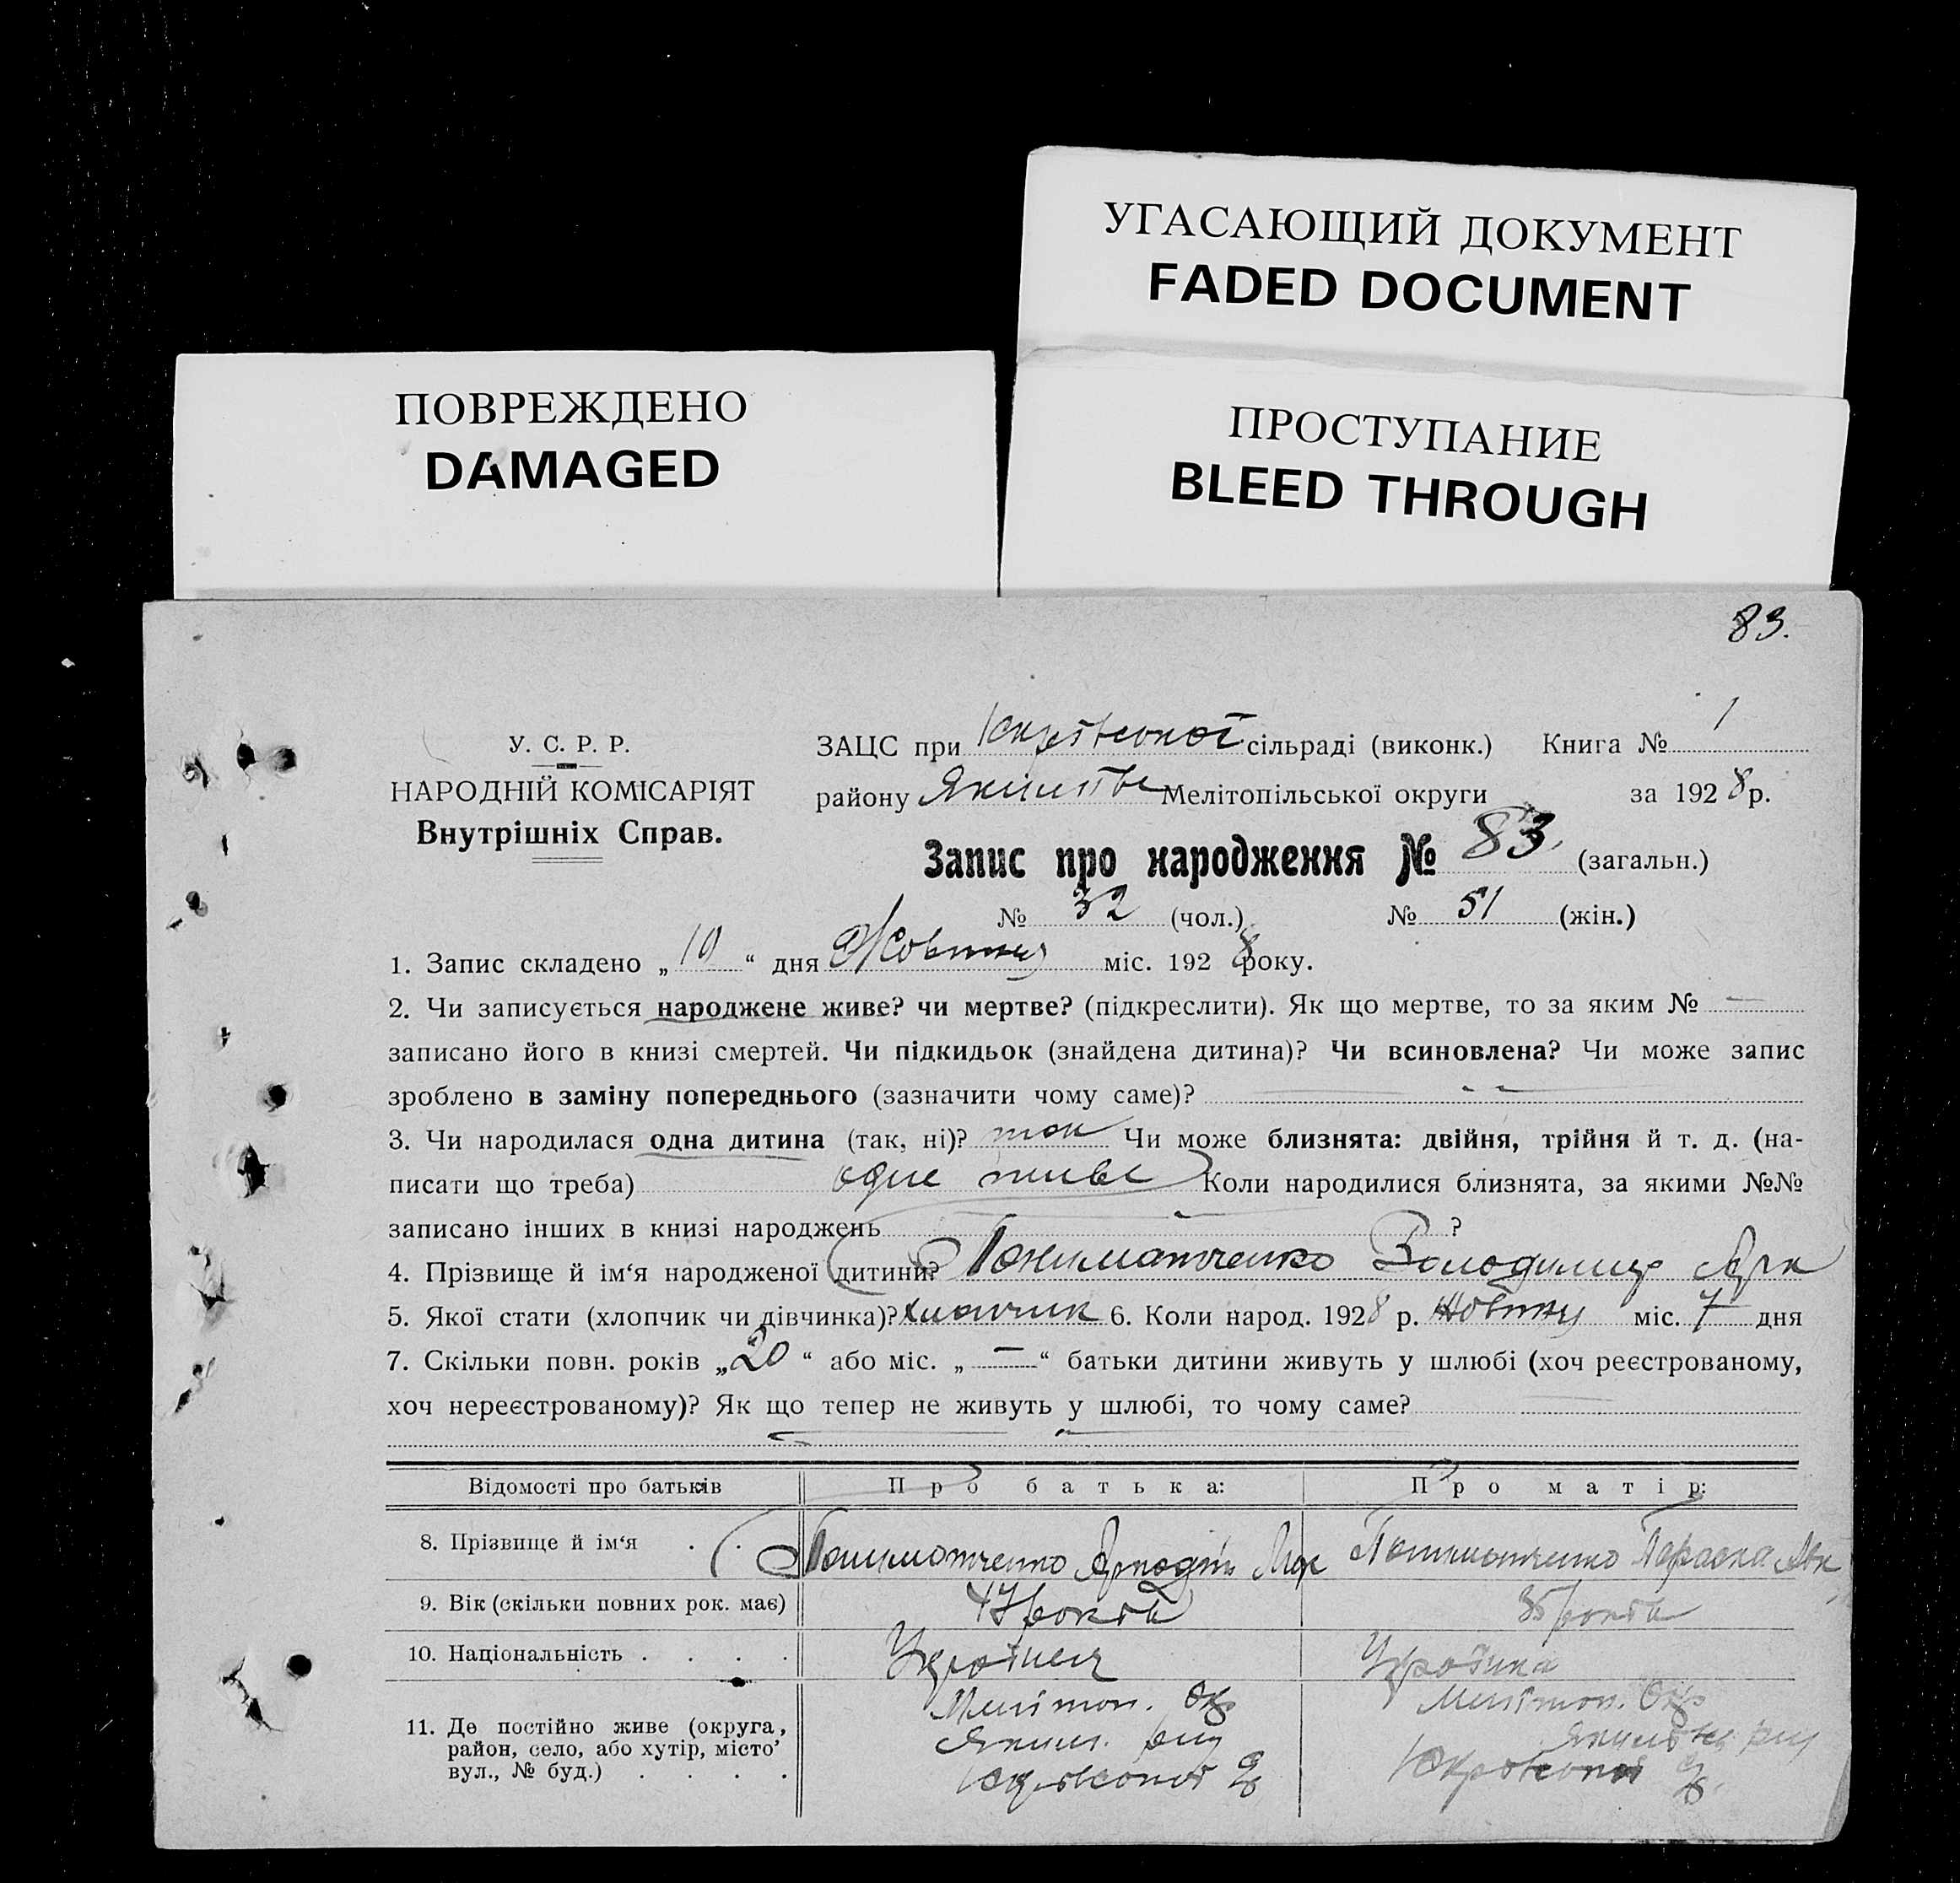 УГАСАЮЩИЙ ДОКУМЕНТ
FADED DOCUMENT
ПОВРЕЖДЕНО
DAMAGED
ПРОСТУПАНИЕ
BLEED THROUGH
83.
У. С. Р. Р.
НАРОДНІЙ КОМІСАРІЯТ
Внутрішніх Справ.
ЗАЦС при сільраді (виконк.) Книга № 1
району Мелітопільської округи за 1928 р.
Запис про народження № 83. (загальн.)
№ 32 (чол.) № 51 (жін.)
1. Запис складено „10“ дня Жовтня міс. 1928 року.
2. Чи записується народжене живе? чи мертве? (підкреслити). Як що мертве, то за яким № —
записано його в книзі смертей. Чи підкидьок (знайдена дитина)? Чи всиновлена? Чи може запис
зроблено в заміну попереднього (зазначити чому саме)?
3. Чи народилася одна дитина (так, ні)? так Чи може близнята: двійня, трійня й т. д. (на-
писати що треба) одне живе Коли народилися близнята, за якими №№
записано інших в книзі народжень ?
4. Прізвище й ім‘я народженої дитини? Володимир Арк
5. Якої стати (хлопчик чи дівчинка)? хлопчик 6. Коли народ. 1928 р. жовтня міс. 7 дня
7. Скільки повн. років „20“ або міс. „—“ батьки дитини живуть у шлюбі (хоч реєстрованому,
хоч нереєстрованому)? Як що тепер не живуть у шлюбі, то чому саме?
Відомості про батьків Про батька: Про матір:
8. Прізвище й ім‘я . . Параска
9. Вік (скільки повних рок. має) 47 років 35 років
10. Національність . . . . Українець Українка
11. Де постійно живе (округа, район, село, або хутір, місто’ вул., № буд.) . . . . Мелітоп. Окр Мелітоп. Окр
Яким. рну